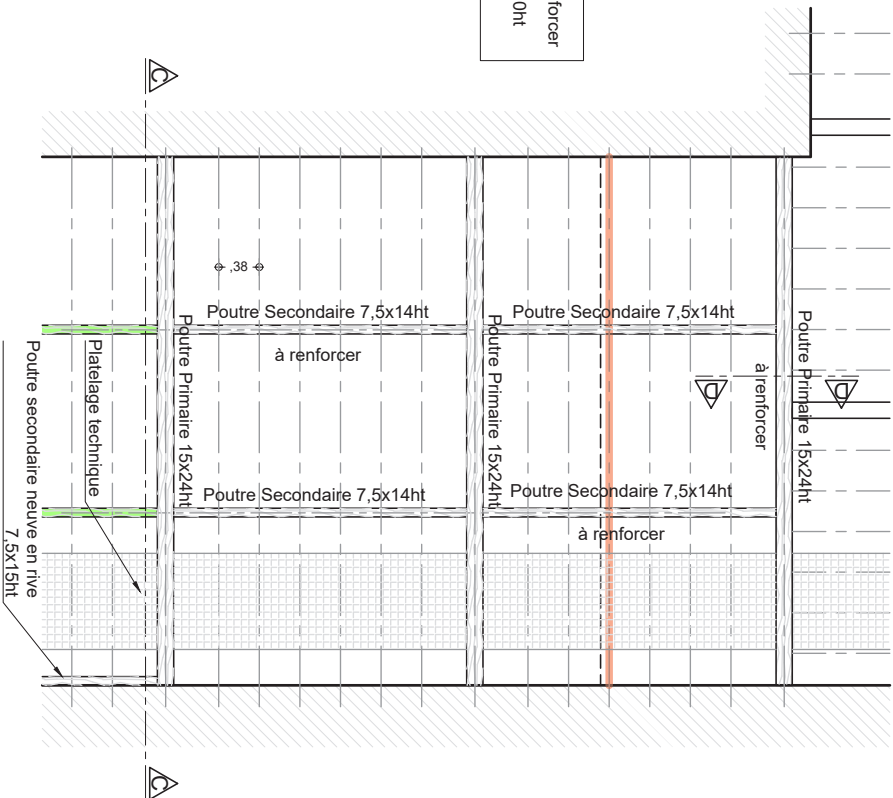 forcer
0ht
C
,38
Poutre Secondaire 7,5x14ht
à renforcer
Poutre Secondaire 7,5x14ht
Poutre Primaire 15x24ht
Poutre Primaire 15x24ht
Poutre Primaire 15x24ht
à renforcer
D
D
Poutre Secondaire 7,5x14ht
Poutre Secondaire 7,5x14ht
à renforcer
Platelage technique
Poutre secondaire neuve en rive
7,5x15ht
C